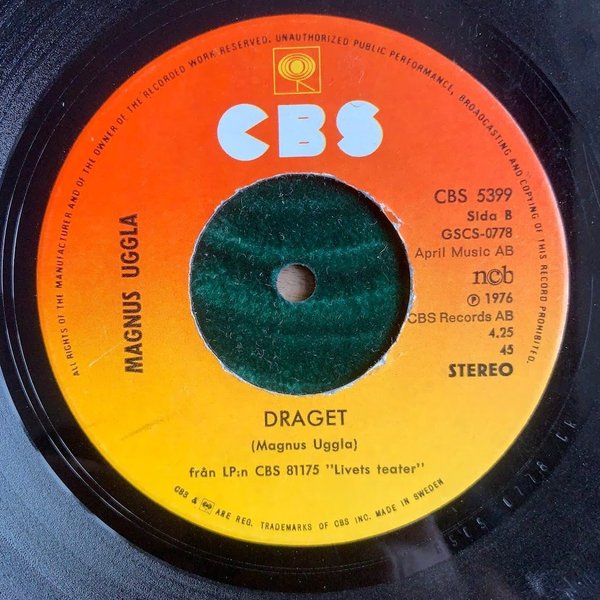 ALL RIGHTS OF THE MANUFACTURER AND OF THE OWNER OF THE RECORDED WORK RESERVED. UNAUTHORIZED PUBLIC PERFORMANCE, BROADCASTING AND COPYING OF THIS RECORD PROHIBITED.
CBS
MAGNUS UGGLA
CBS 5399
Sida B
GSCS-0778
April Music AB
ncb
℗ 1976
CBS Records AB
4.25
45
STEREO
DRAGET
(Magnus Uggla)
från LP:n CBS 81175 "Livets teater"
CBS & ARE REG. TRADEMARKS OF CBS INC. MADE IN SWEDEN